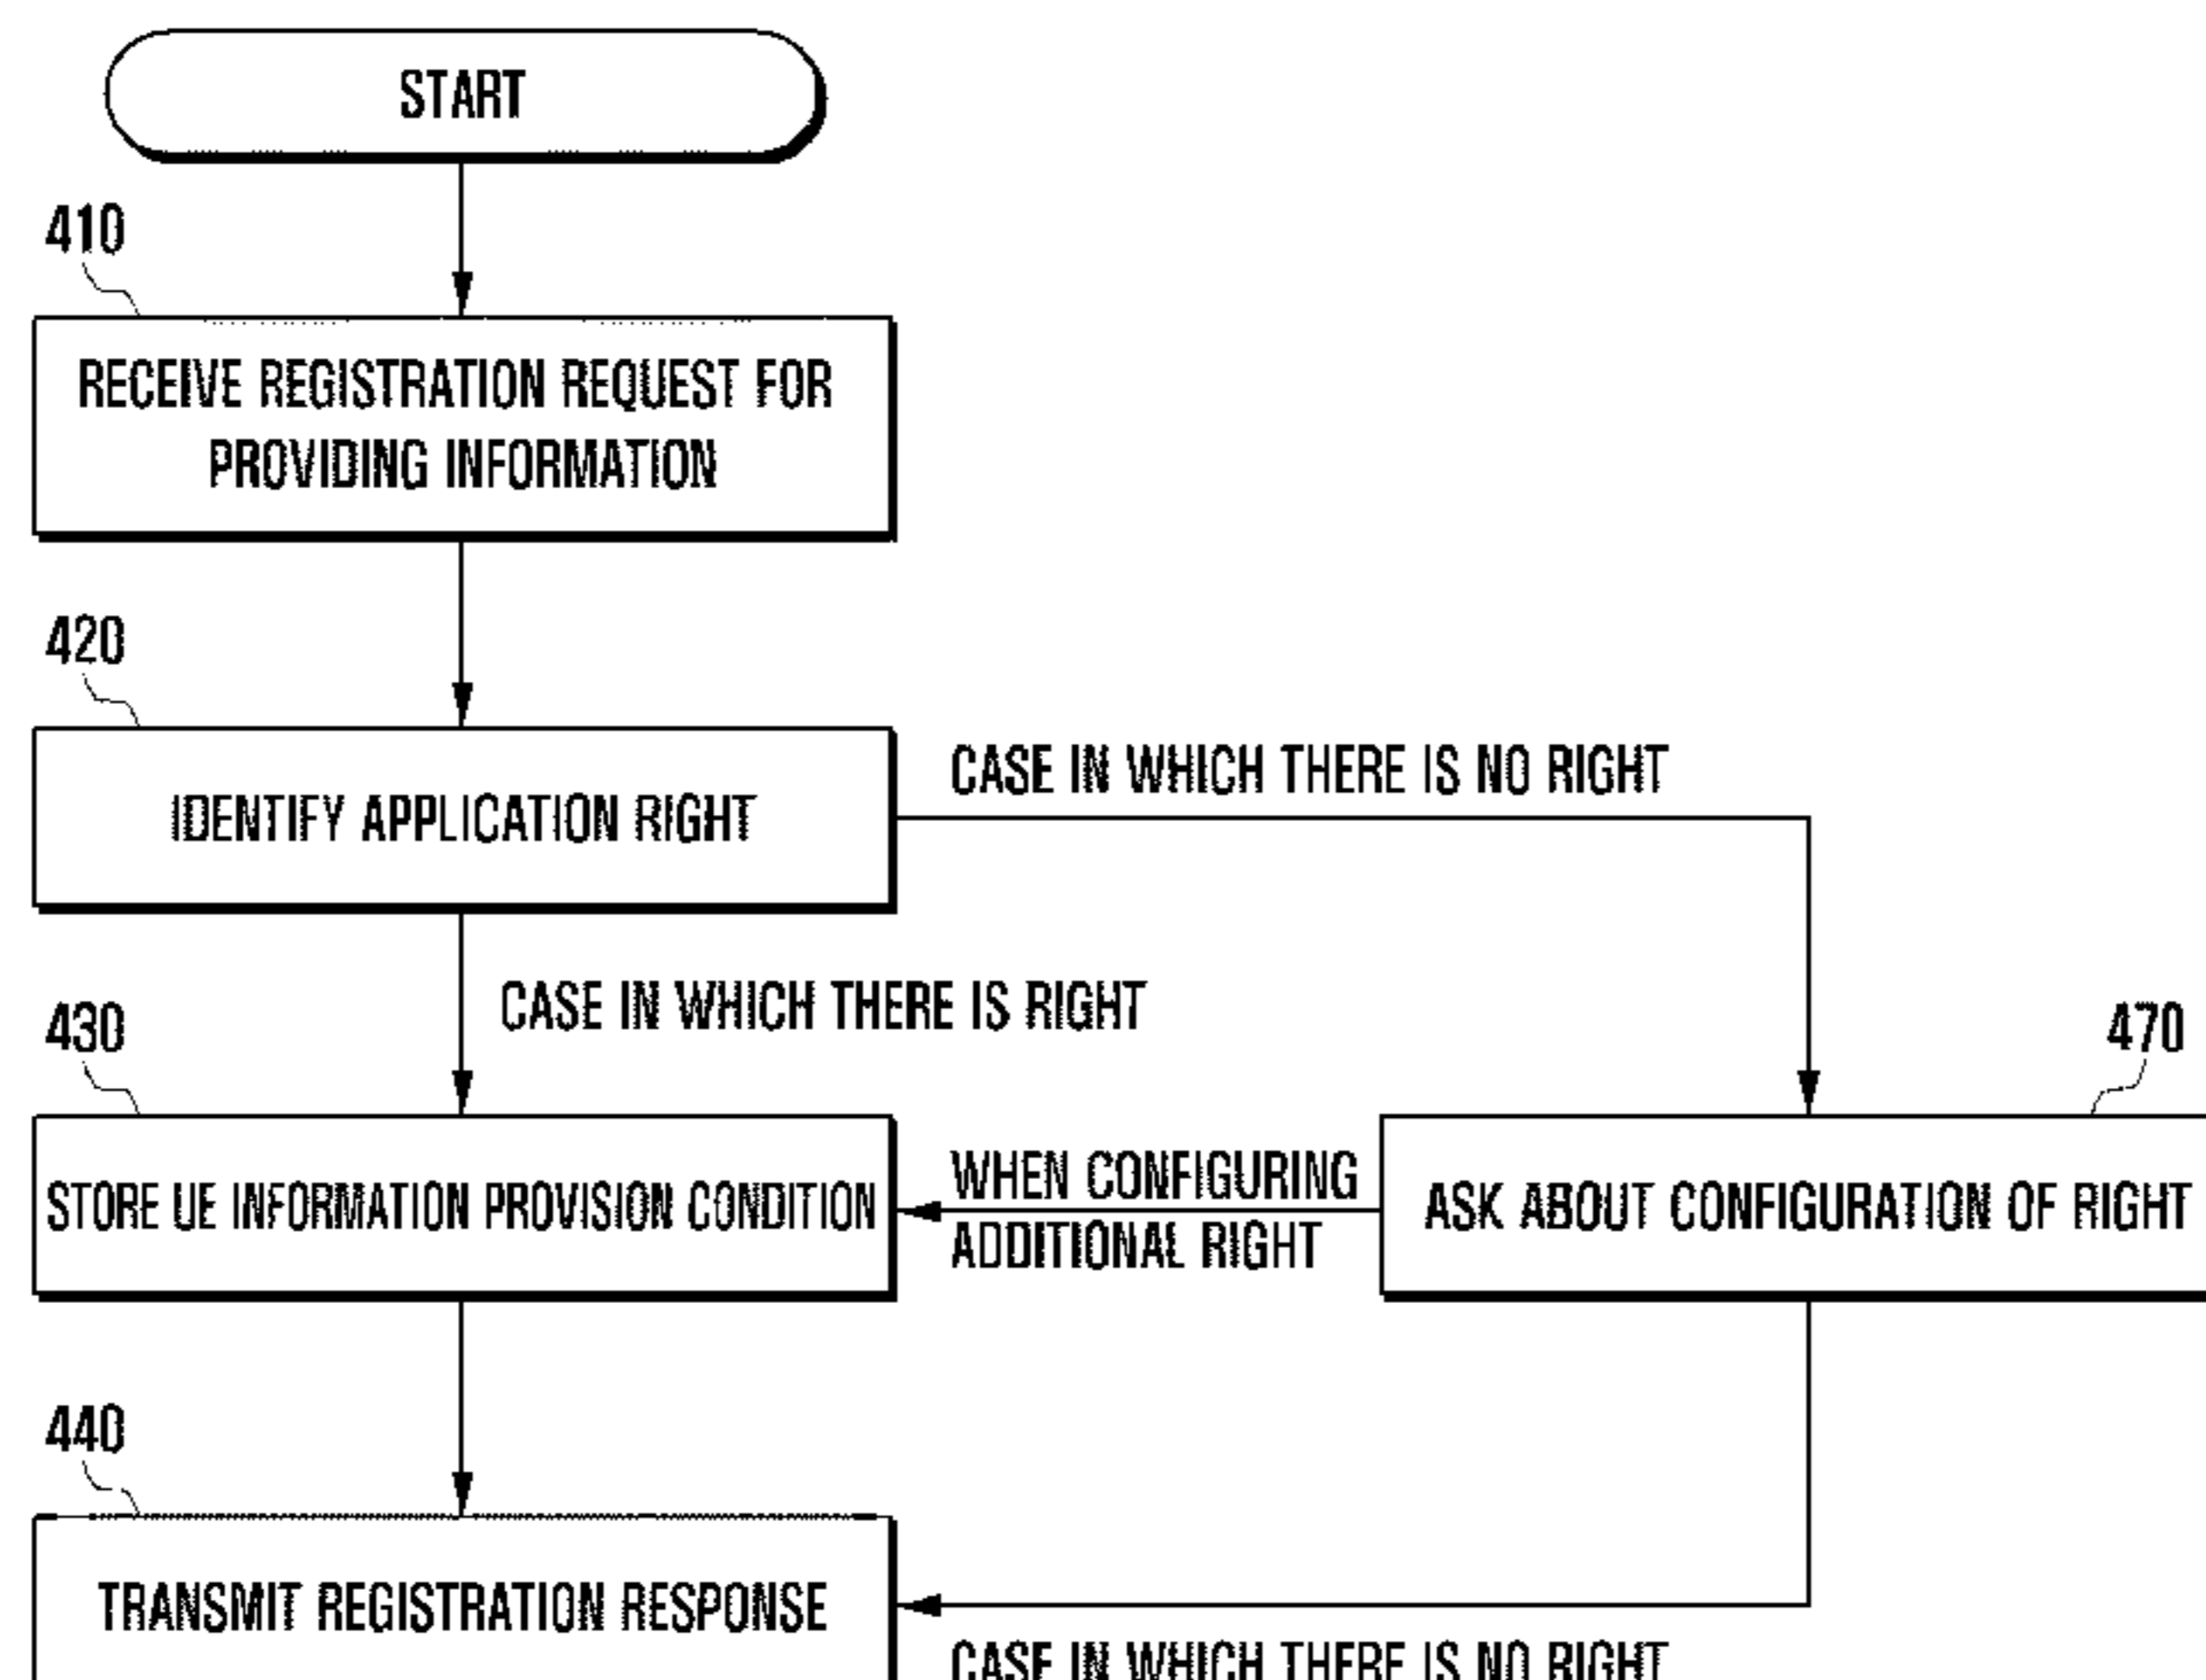 START
410
RECEIVE REGISTRATION REQUEST FOR
PROVIDING INFORMATION
420
IDENTIFY APPLICATION RIGHT
CASE IN WHICH THERE IS NO RIGHT
CASE IN WHICH THERE IS RIGHT
430
470
STORE UE INFORMATION PROVISION CONDITION
WHEN CONFIGURING
ADDITIONAL RIGHT
ASK ABOUT CONFIGURATION OF RIGHT
440
TRANSMIT REGISTRATION RESPONSE
CASE IN WHICH THERE IS NO RIGHT